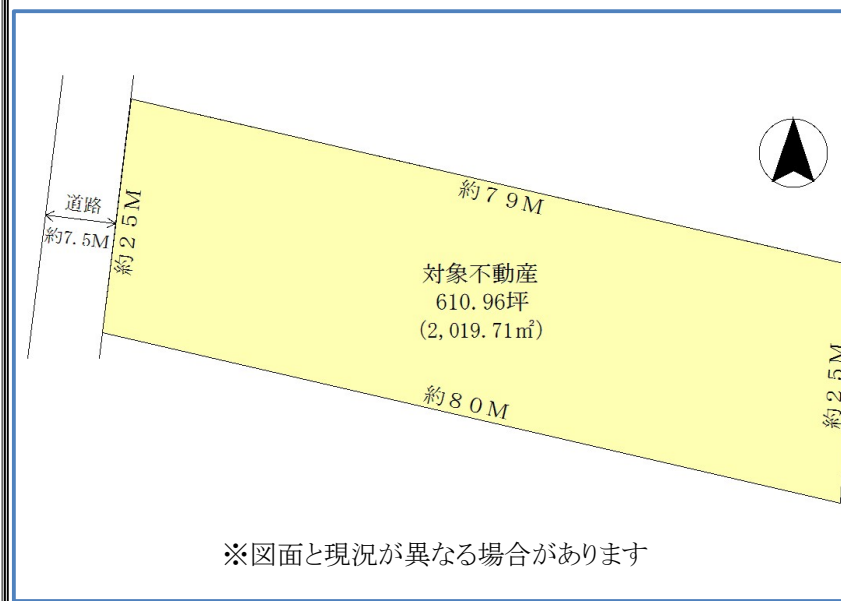 約７９M
道路
約7.5M
約２５M
対象不動産
610.96坪
(2,019.71㎡)
約２５M
約８０M
※図面と現況が異なる場合があります